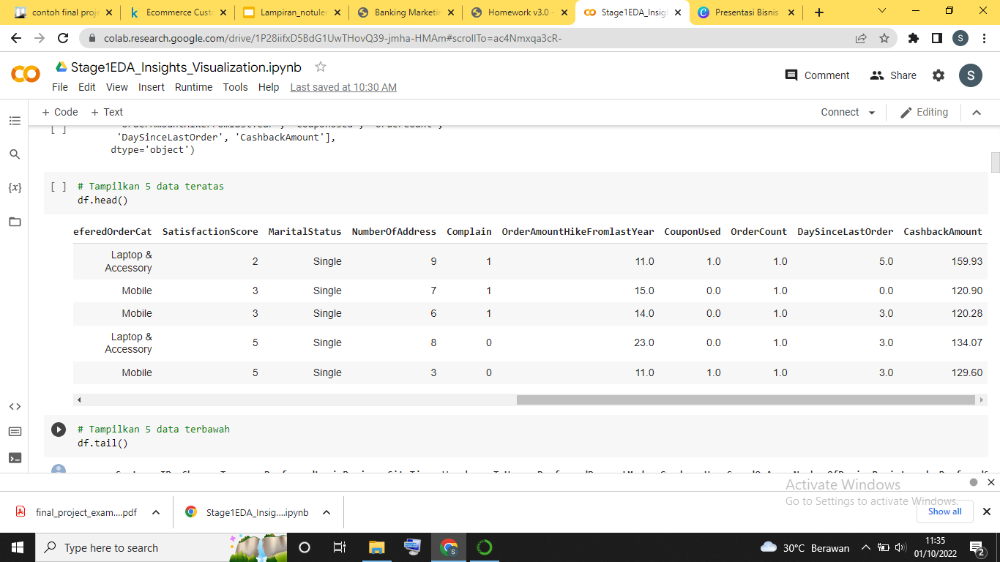 contoh final proje
Ecommerce Cust
Lampiran_notuler
Banking Marketin
Homework v3.0 -
Stage1EDA_Insigl
Presentasi Bisnis
colab.research.google.com/drive/1P28iifxD5BdG1UwTHovQ39-jmha-HMAm#scrollTo=ac4Nmxqa3cR-
S
Stage1EDA_Insights_Visualization.ipynb
File Edit View Insert Runtime Tools Help Last saved at 10:30 AM
Comment Share S
+ Code + Text
Connect Editing
[ ] 'OrderAmountHikeFromlastYear', 'CouponUsed', 'OrderCount',
'DaySinceLastOrder', 'CashbackAmount'],
dtype='object')
{x}
[ ] # Tampilkan 5 data teratas
df.head()
eferedOrderCat SatisfactionScore MaritalStatus NumberOfAddress Complain OrderAmountHikeFromlastYear CouponUsed OrderCount DaySinceLastOrder CashbackAmount
Laptop &
Accessory 2 Single 9 1 11.0 1.0 1.0 5.0 159.93
Mobile 3 Single 7 1 15.0 0.0 1.0 0.0 120.90
Mobile 3 Single 6 1 14.0 0.0 1.0 3.0 120.28
Laptop &
Accessory 5 Single 8 0 23.0 0.0 1.0 3.0 134.07
Mobile 5 Single 3 0 11.0 1.0 1.0 3.0 129.60
# Tampilkan 5 data terbawah
df.tail()
Activate Windows
Go to Settings to activate Windows.
final_project_exam....pdf
Stage1EDA_Insig....ipynb
Show all
Type here to search
30°C Berawan
11:35
01/10/2022
2